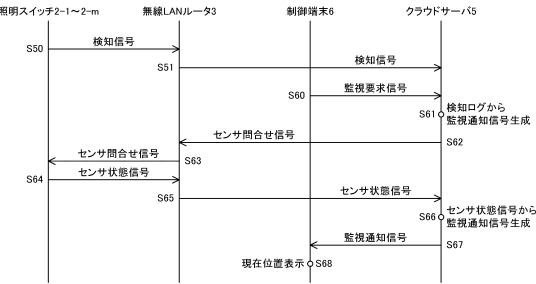 照明スイッチ2-1～2-m 無線LANルータ3 制御端末6 クラウドサーバ5
S50 検知信号
S51 検知信号
S60 監視要求信号
S61 検知ログから
監視通知信号生成
センサ問合せ信号 S62
センサ問合せ信号 S63
S64 センサ状態信号
S65 センサ状態信号
S66 センサ状態信号から
監視通知信号生成
監視通知信号 S67
現在位置表示 S68